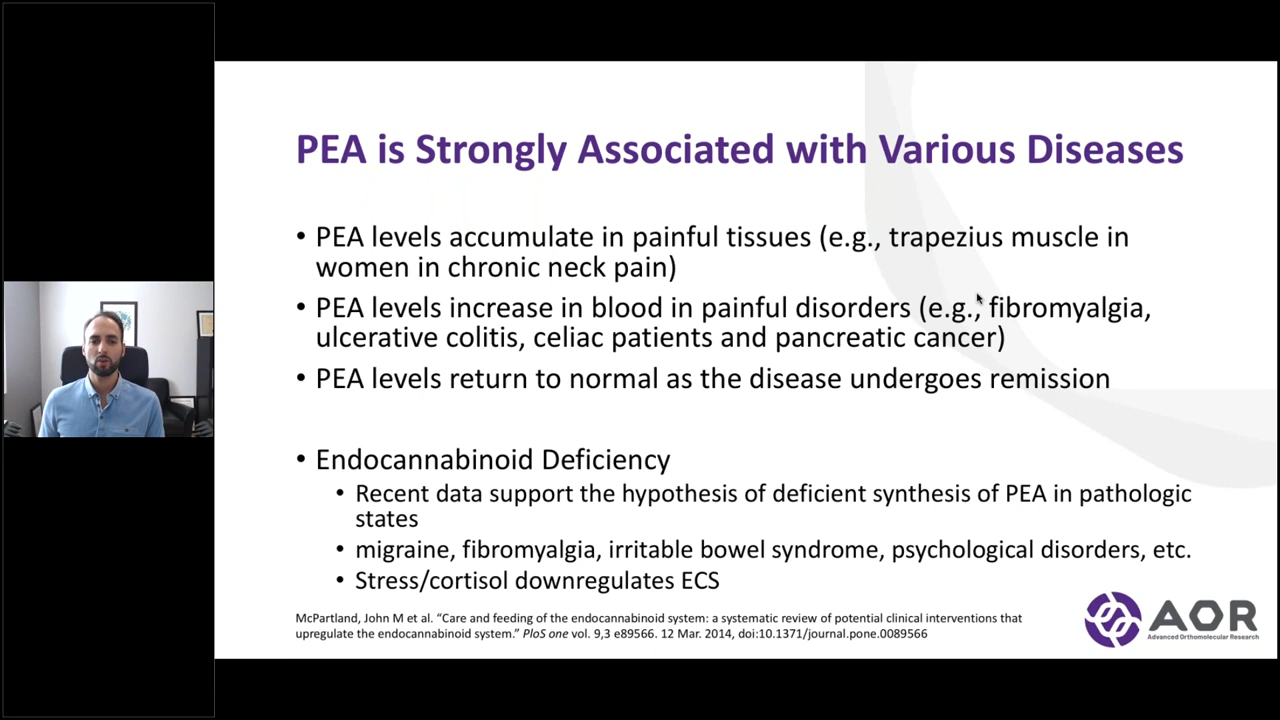 PEA is Strongly Associated with Various Diseases
• PEA levels accumulate in painful tissues (e.g., trapezius muscle in
women in chronic neck pain)
• PEA levels increase in blood in painful disorders (e.g., fibromyalgia,
ulcerative colitis, celiac patients and pancreatic cancer)
• PEA levels return to normal as the disease undergoes remission
• Endocannabinoid Deficiency
• Recent data support the hypothesis of deficient synthesis of PEA in pathologic
states
• migraine, fibromyalgia, irritable bowel syndrome, psychological disorders, etc.
• Stress/cortisol downregulates ECS
McPartland, John M et al. “Care and feeding of the endocannabinoid system: a systematic review of potential clinical interventions that
upregulate the endocannabinoid system.” PloS one vol. 9,3 e89566. 12 Mar. 2014, doi:10.1371/journal.pone.0089566
AOR
Advanced Orthomolecular Research